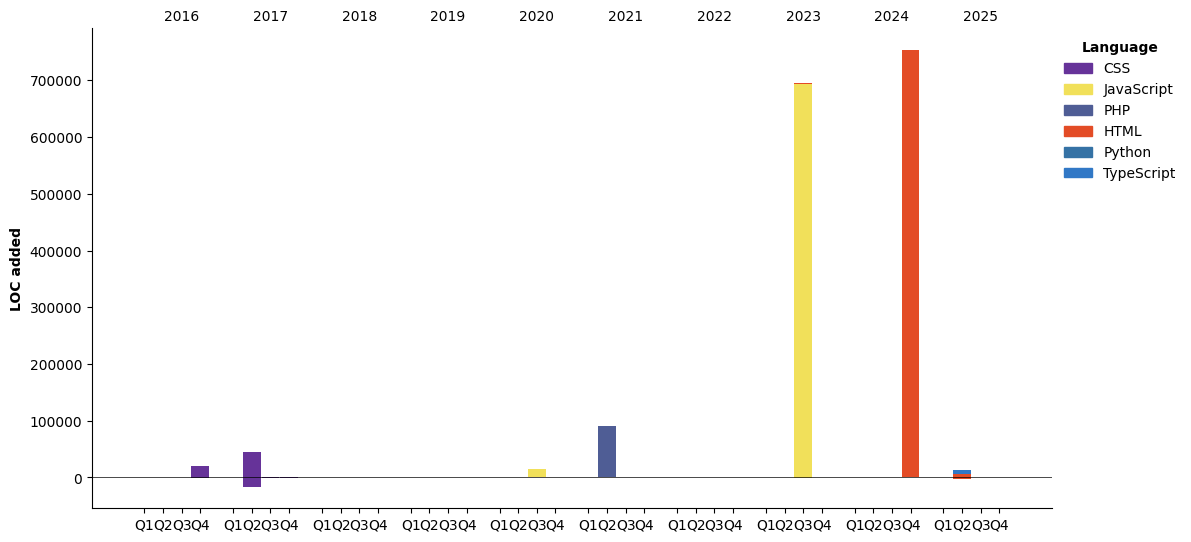 2016 2017 2018 2019 2020 2021 2022 2023 2024 2025
Language
CSS
JavaScript
PHP
HTML
Python
TypeScript
LOC added
700000
600000
500000
400000
300000
200000
100000
0
Q1Q2Q3Q4 Q1Q2Q3Q4 Q1Q2Q3Q4 Q1Q2Q3Q4 Q1Q2Q3Q4 Q1Q2Q3Q4 Q1Q2Q3Q4 Q1Q2Q3Q4 Q1Q2Q3Q4 Q1Q2Q3Q4